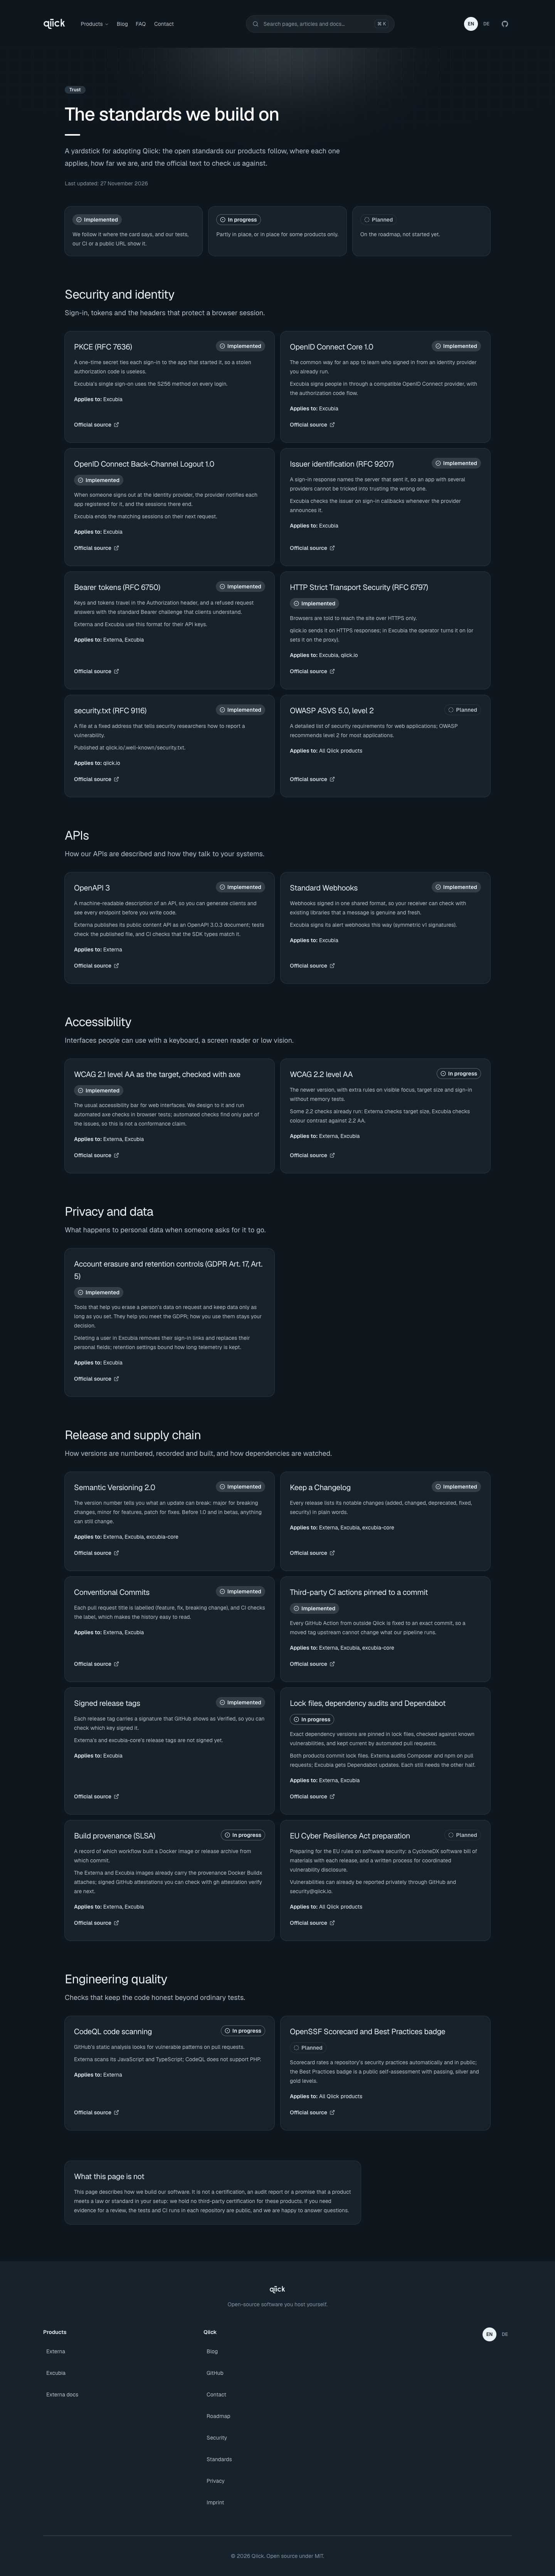 qlick
Products
Blog
FAQ
Contact
Search pages, articles and docs...
⌘ K
EN
DE
Trust
The standards we build on
A yardstick for adopting Qlick: the open standards our products follow, where each one
applies, how far we are, and the official text to check us against.
Last updated: 27 November 2026
Implemented
We follow it where the card says, and our tests,
our CI or a public URL show it.
In progress
Partly in place, or in place for some products only.
Planned
On the roadmap, not started yet.
Security and identity
Sign-in, tokens and the headers that protect a browser session.
PKCE (RFC 7636)
Implemented
A one-time secret ties each sign-in to the app that started it, so a stolen
authorization code is useless.
Excubia's single sign-on uses the S256 method on every login.
Applies to: Excubia
Official source
OpenID Connect Core 1.0
Implemented
The common way for an app to learn who signed in from an identity provider
you already run.
Excubia signs people in through a compatible OpenID Connect provider, with
the authorization code flow.
Applies to: Excubia
Official source
OpenID Connect Back-Channel Logout 1.0
Implemented
When someone signs out at the identity provider, the provider notifies each
app registered for it, and the sessions there end.
Excubia ends the matching sessions on their next request.
Applies to: Excubia
Official source
Issuer identification (RFC 9207)
Implemented
A sign-in response names the server that sent it, so an app with several
providers cannot be tricked into trusting the wrong one.
Excubia checks the issuer on sign-in callbacks whenever the provider
announces it.
Applies to: Excubia
Official source
Bearer tokens (RFC 6750)
Implemented
Keys and tokens travel in the Authorization header, and a refused request
answers with the standard Bearer challenge that clients understand.
Externa and Excubia use this format for their API keys.
Applies to: Externa, Excubia
Official source
HTTP Strict Transport Security (RFC 6797)
Implemented
Browsers are told to reach the site over HTTPS only.
qlick.io sends it on HTTPS responses; in Excubia the operator turns it on (or
sets it on the proxy).
Applies to: Excubia, qlick.io
Official source
security.txt (RFC 9116)
Implemented
A file at a fixed address that tells security researchers how to report a
vulnerability.
Published at qlick.io/.well-known/security.txt.
Applies to: qlick.io
Official source
OWASP ASVS 5.0, level 2
Planned
A detailed list of security requirements for web applications; OWASP
recommends level 2 for most applications.
Applies to: All Qlick products
Official source
APIs
How our APIs are described and how they talk to your systems.
OpenAPI 3
Implemented
A machine-readable description of an API, so you can generate clients and
see every endpoint before you write code.
Externa publishes its public content API as an OpenAPI 3.0.3 document; tests
check the published file, and CI checks that the SDK types match it.
Applies to: Externa
Official source
Standard Webhooks
Implemented
Webhooks signed in one shared format, so your receiver can check with
existing libraries that a message is genuine and fresh.
Excubia signs its alert webhooks this way (symmetric v1 signatures).
Applies to: Excubia
Official source
Accessibility
Interfaces people can use with a keyboard, a screen reader or low vision.
WCAG 2.1 level AA as the target, checked with axe
Implemented
The usual accessibility bar for web interfaces. We design to it and run
automated axe checks in browser tests; automated checks find only part of
the issues, so this is not a conformance claim.
Applies to: Externa, Excubia
Official source
WCAG 2.2 level AA
In progress
The newer version, with extra rules on visible focus, target size and sign-in
without memory tests.
Some 2.2 checks already run: Externa checks target size, Excubia checks
colour contrast against 2.2 AA.
Applies to: Externa, Excubia
Official source
Privacy and data
What happens to personal data when someone asks for it to go.
Account erasure and retention controls (GDPR Art. 17, Art.
5)
Implemented
Tools that help you erase a person's data on request and keep data only as
long as you set. They help you meet the GDPR; how you use them stays your
decision.
Deleting a user in Excubia removes their sign-in links and replaces their
personal fields; retention settings bound how long telemetry is kept.
Applies to: Excubia
Official source
Release and supply chain
How versions are numbered, recorded and built, and how dependencies are watched.
Semantic Versioning 2.0
Implemented
The version number tells you what an update can break: major for breaking
changes, minor for features, patch for fixes. Before 1.0 and in betas, anything
can still change.
Applies to: Externa, Excubia, excubia-core
Official source
Keep a Changelog
Implemented
Every release lists its notable changes (added, changed, deprecated, fixed,
security) in plain words.
Applies to: Externa, Excubia, excubia-core
Official source
Conventional Commits
Implemented
Each pull request title is labelled (feature, fix, breaking change), and CI checks
the label, which makes the history easy to read.
Applies to: Externa, Excubia
Official source
Third-party CI actions pinned to a commit
Implemented
Every GitHub Action from outside Qlick is fixed to an exact commit, so a
moved tag upstream cannot change what our pipeline runs.
Applies to: Externa, Excubia, excubia-core
Official source
Signed release tags
Implemented
Each release tag carries a signature that GitHub shows as Verified, so you can
check which key signed it.
Externa's and excubia-core's release tags are not signed yet.
Applies to: Excubia
Official source
Lock files, dependency audits and Dependabot
In progress
Exact dependency versions are pinned in lock files, checked against known
vulnerabilities, and kept current by automated pull requests.
Both products commit lock files. Externa audits Composer and npm on pull
requests; Excubia gets Dependabot updates. Each still needs the other half.
Applies to: Externa, Excubia
Official source
Build provenance (SLSA)
In progress
A record of which workflow built a Docker image or release archive from
which commit.
The Externa and Excubia images already carry the provenance Docker Buildx
attaches; signed GitHub attestations you can check with gh attestation verify
are next.
Applies to: Externa, Excubia
Official source
EU Cyber Resilience Act preparation
Planned
Preparing for the EU rules on software security: a CycloneDX software bill of
materials with each release, and a written process for coordinated
vulnerability disclosure.
Vulnerabilities can already be reported privately through GitHub and
security@qlick.io.
Applies to: All Qlick products
Official source
Engineering quality
Checks that keep the code honest beyond ordinary tests.
CodeQL code scanning
In progress
GitHub's static analysis looks for vulnerable patterns on pull requests.
Externa scans its JavaScript and TypeScript; CodeQL does not support PHP.
Applies to: Externa
Official source
OpenSSF Scorecard and Best Practices badge
Planned
Scorecard rates a repository's security practices automatically and in public;
the Best Practices badge is a public self-assessment with passing, silver and
gold levels.
Applies to: All Qlick products
Official source
What this page is not
This page describes how we build our software. It is not a certification, an audit report or a promise that a product
meets a law or standard in your setup; we hold no third-party certification for these products. If you need
evidence for a review, the tests and CI runs in each repository are public, and we are happy to answer questions.
qlick
Open-source software you host yourself.
Products
Externa
Excubia
Externa docs
Qlick
Blog
GitHub
Contact
Roadmap
Security
Standards
Privacy
Imprint
EN
DE
© 2026 Qlick. Open source under MIT.